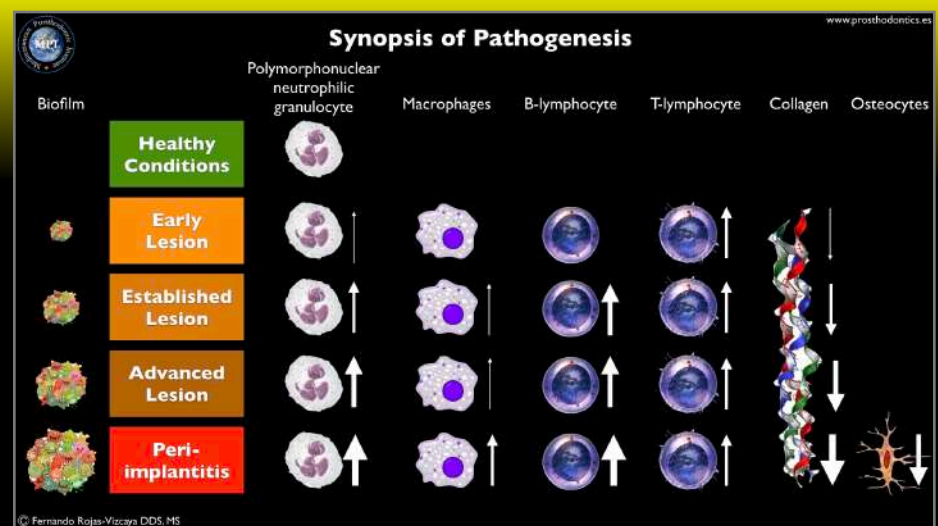 www.prosthodontics.es
Synopsis of Pathogenesis
Biofilm
Polymorphonuclear
neutrophilic
granulocyte
Macrophages
B-lymphocyte
T-lymphocyte
Collagen
Osteocytes
Healthy
Conditions
Early
Lesion
Established
Lesion
Advanced
Lesion
Peri-
implantitis
© Fernando Rojas-Vizcaya DDS, MS